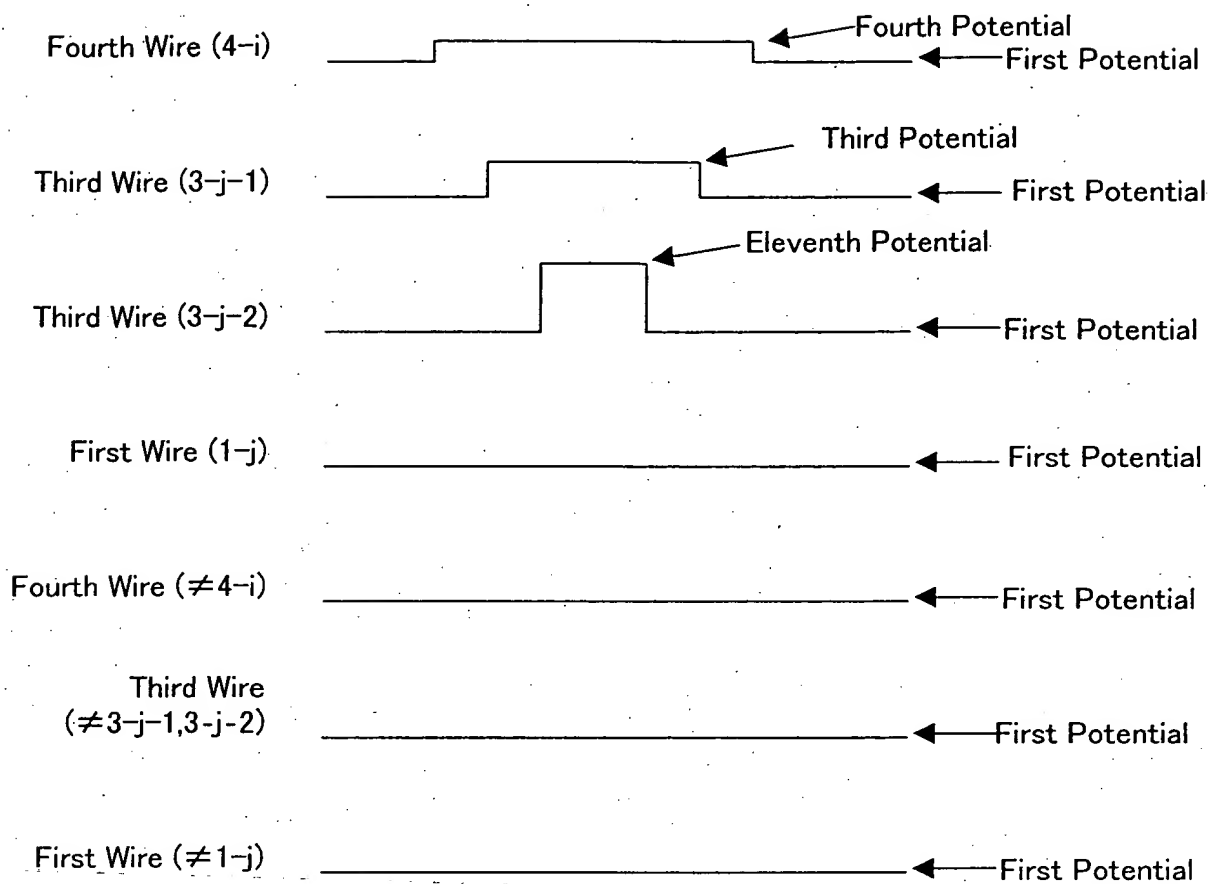 Fourth Wire (4-i)
Fourth Potential
First Potential
Third Wire (3-j-1)
Third Potential
First Potential
Third Wire (3-j-2)
Eleventh Potential
First Potential
First Wire (1-j)
First Potential
Fourth Wire (≠4-i)
First Potential
Third Wire
(≠3-j-1,3-j-2)
First Potential
First Wire (≠1-j)
First Potential